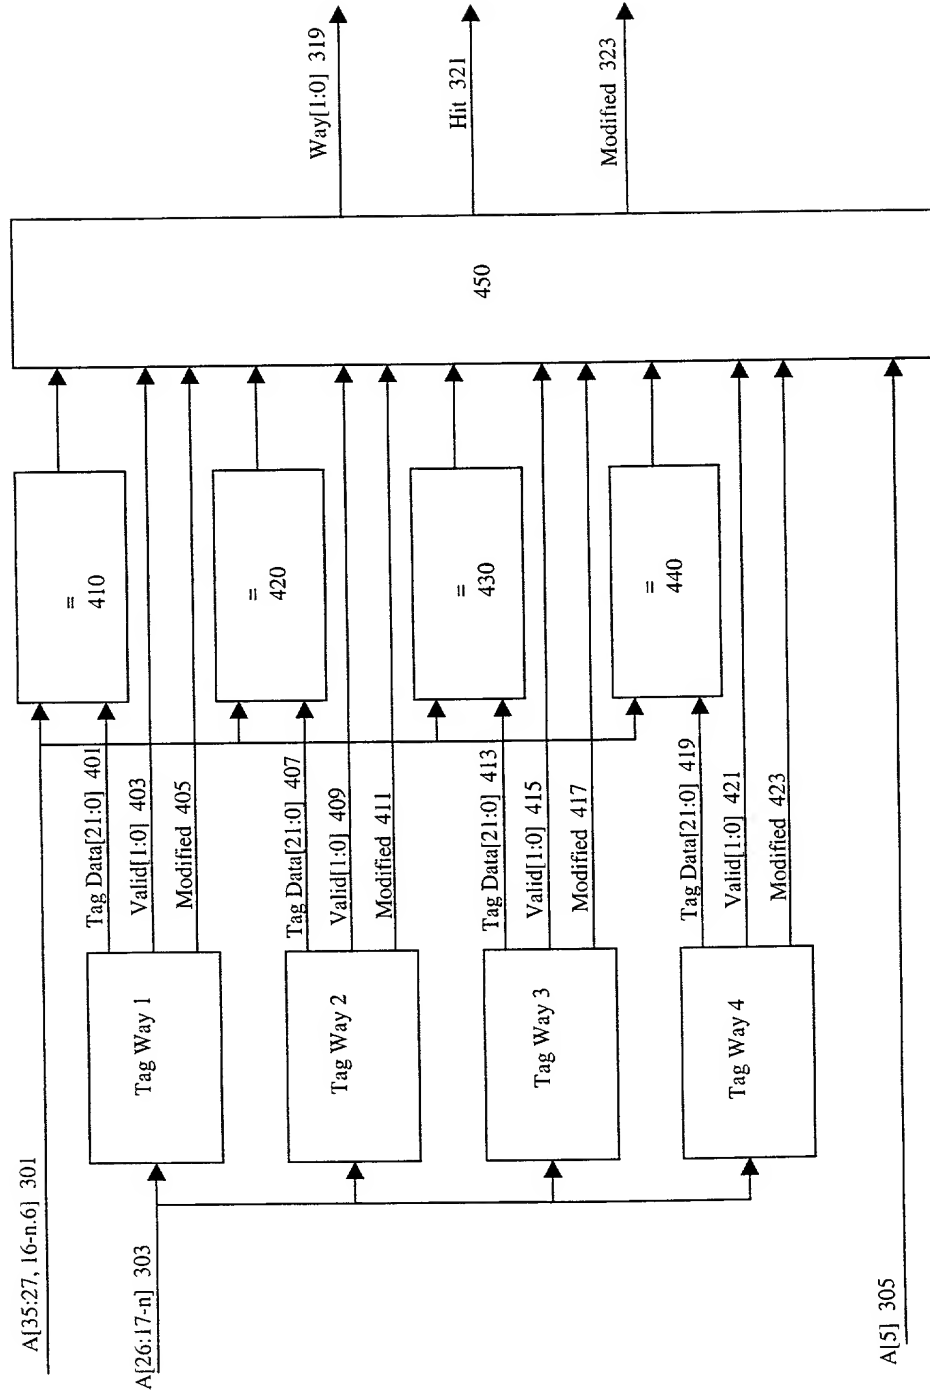 A[35:27, 16-n.6] 301
A[26:17-n] 303
A[5] 305
Tag Way 1
Tag Data[21:0] 401
Valid[1:0] 403
Modified 405
Tag Way 2
Tag Data[21:0] 407
Valid[1:0] 409
Modified 411
Tag Way 3
Tag Data[21:0] 413
Valid[1:0] 415
Modified 417
Tag Way 4
Tag Data[21:0] 419
Valid[1:0] 421
Modified 423
=
410
=
420
=
430
=
440
450
Way[1:0] 319
Hit 321
Modified 323